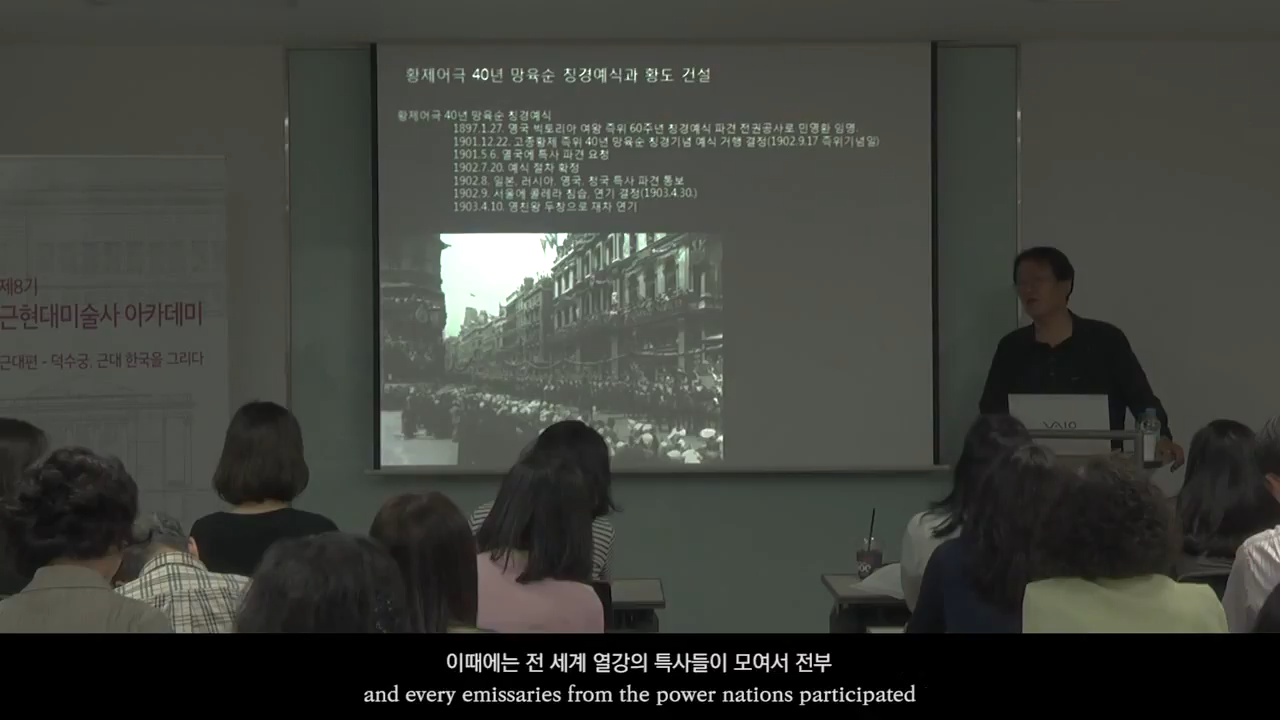 황제어극 40년 망육순 칭경예식과 황도 건설
황제어극 40년 망육순 칭경예식
1897.1.27. 영국 빅토리아 여왕 즉위 60주년 칭경예식 파견 전권공사로 민영환 임명.
1901.12.22. 고종황제 즉위 40년 망육순 칭경기념 예식 거행 결정(1902.9.17 즉위기념일)
1901.5.6. 열국에 특사 파견 요청
1902.7.20. 예식 절차 확정
1902.8. 일본, 러시아, 영국, 청국 특사 파견 통보
1902.9. 서울에 콜레라 침습, 연기 결정(1903.4.30.)
1903.4.10. 영친왕 두창으로 재차 연기
제8기
근현대미술사 아카데미
근대편 - 덕수궁, 근대 한국을 그리다
VAIO
이때에는 전 세계 열강의 특사들이 모여서 전부
and every emissaries from the power nations participated